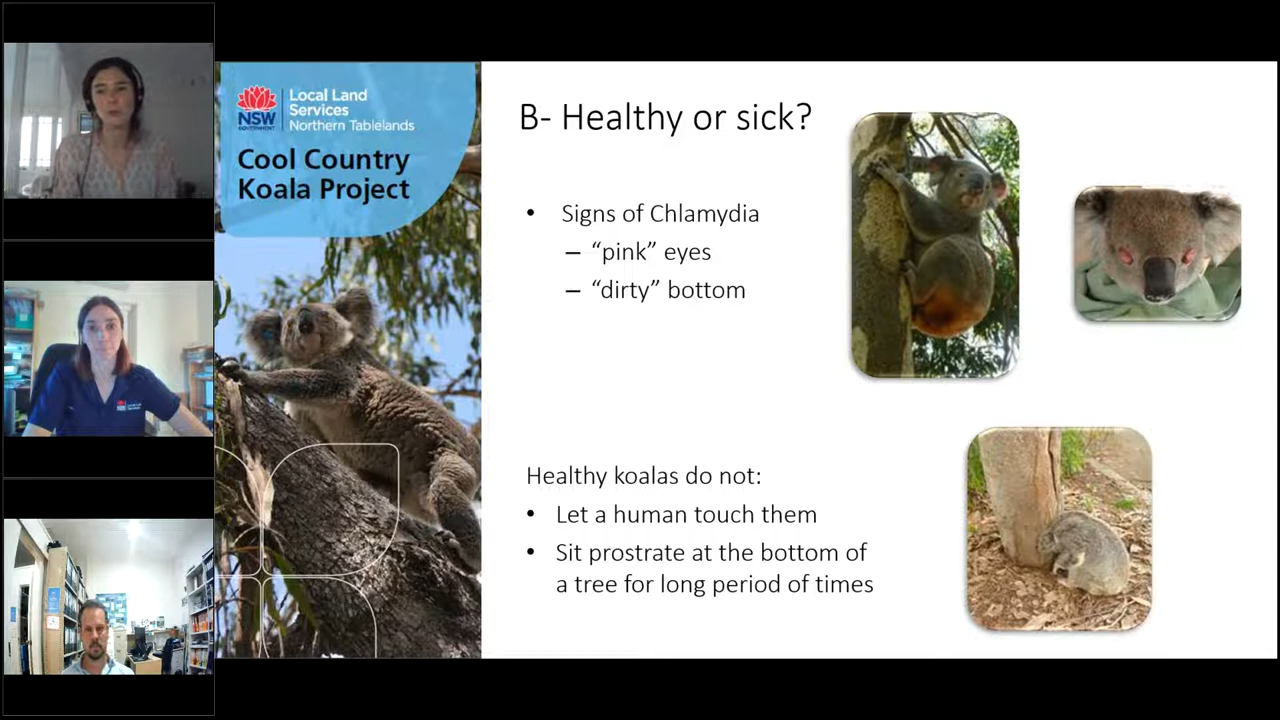 NSW
GOVERNMENT
Local Land
Services
Northern Tablelands
Cool Country
Koala Project
B- Healthy or sick?
• Signs of Chlamydia
– “pink” eyes
– “dirty” bottom
Healthy koalas do not:
• Let a human touch them
• Sit prostrate at the bottom of
a tree for long period of times